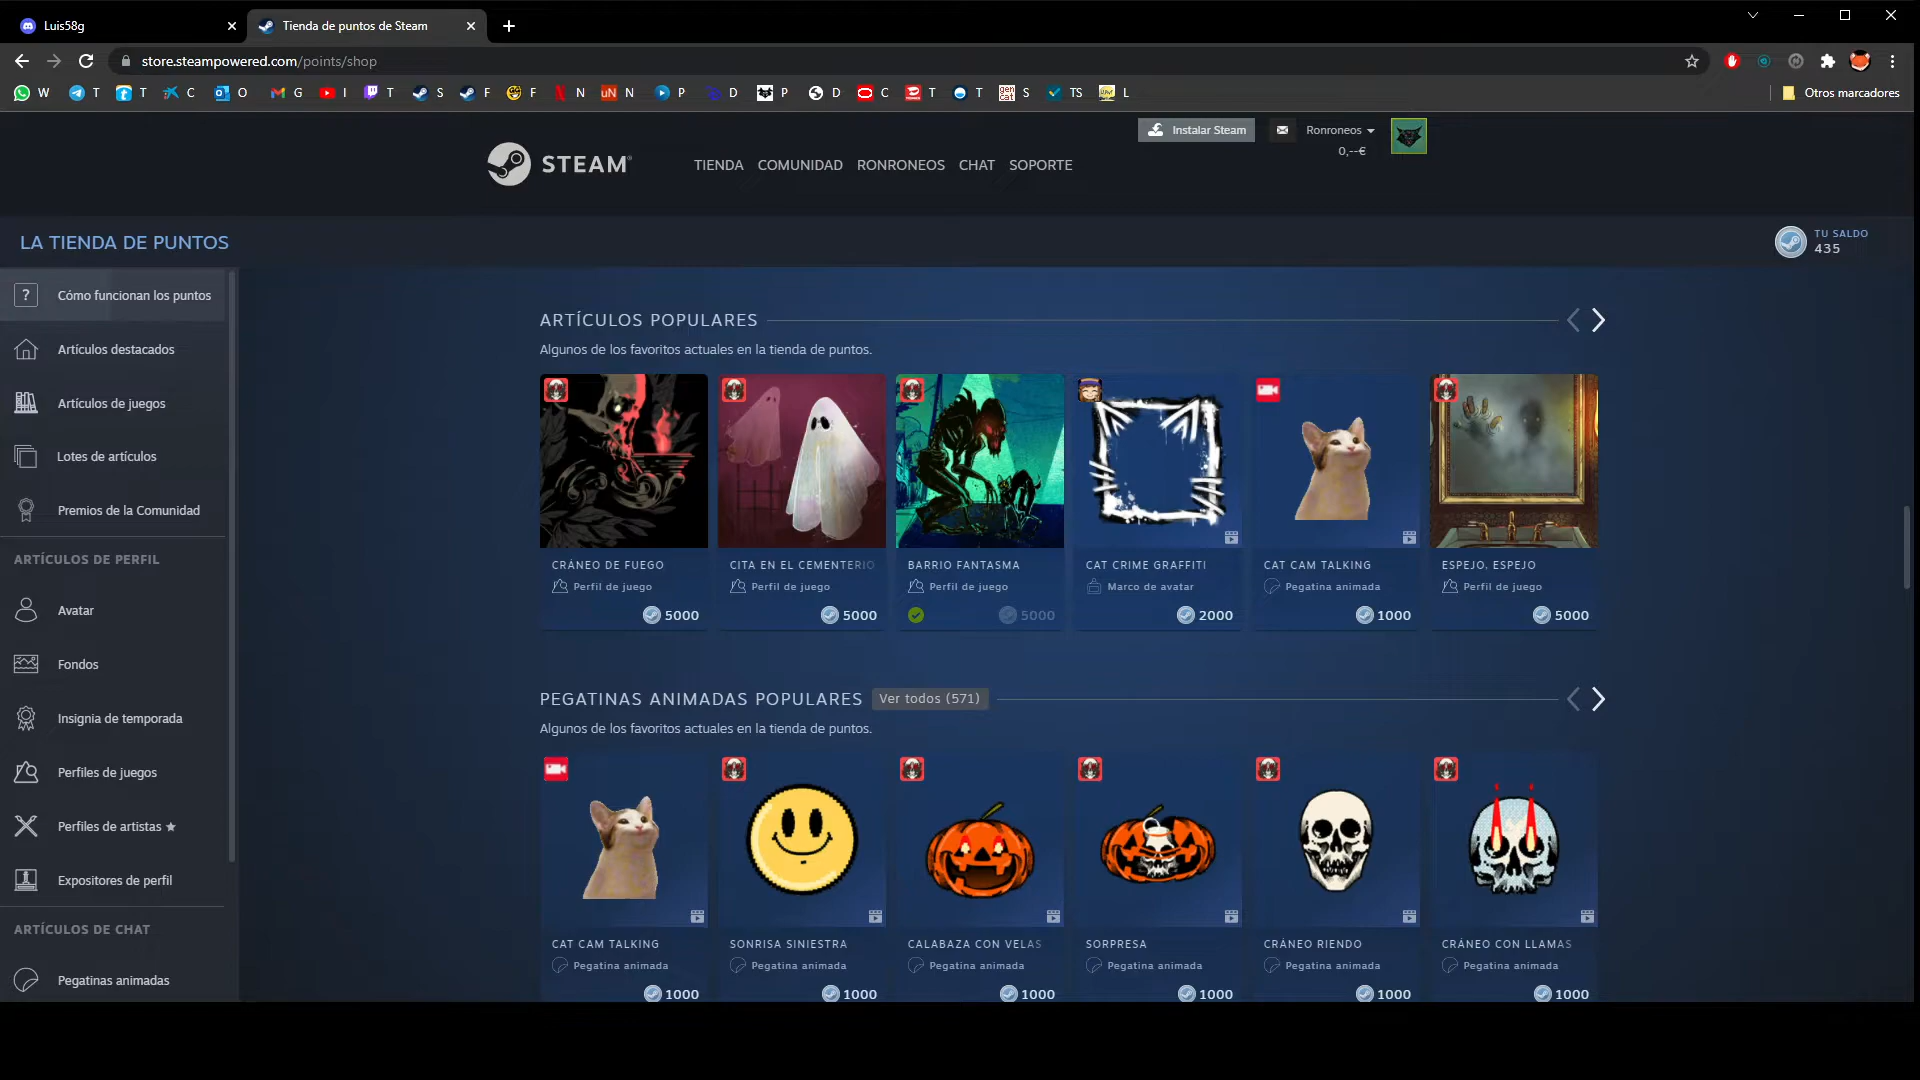 Luis58g
Tienda de puntos de Steam
store.steampowered.com/points/shop
W T T C O G I T S F F N N P D P D C T T S TS L
Otros marcadores
STEAM®
TIENDA COMUNIDAD RONRONEOS CHAT SOPORTE
Instalar Steam
Ronroneos
0,--€
LA TIENDA DE PUNTOS
TU SALDO
435
Cómo funcionan los puntos
Artículos destacados
Artículos de juegos
Lotes de artículos
Premios de la Comunidad
ARTÍCULOS DE PERFIL
Avatar
Fondos
Insignia de temporada
Perfiles de juegos
Perfiles de artistas ★
Expositores de perfil
ARTÍCULOS DE CHAT
Pegatinas animadas
ARTÍCULOS POPULARES
Algunos de los favoritos actuales en la tienda de puntos.
CRÁNEO DE FUEGO
Perfil de juego
5000
CITA EN EL CEMENTERIO
Perfil de juego
5000
BARRIO FANTASMA
Perfil de juego
5000
CAT CRIME GRAFFITI
Marco de avatar
2000
CAT CAM TALKING
Pegatina animada
1000
ESPEJO, ESPEJO
Perfil de juego
5000
PEGATINAS ANIMADAS POPULARES Ver todos (571)
Algunos de los favoritos actuales en la tienda de puntos.
CAT CAM TALKING
Pegatina animada
1000
SONRISA SINIESTRA
Pegatina animada
1000
CALABAZA CON VELAS
Pegatina animada
1000
SORPRESA
Pegatina animada
1000
CRÁNEO RIENDO
Pegatina animada
1000
CRÁNEO CON LLAMAS
Pegatina animada
1000